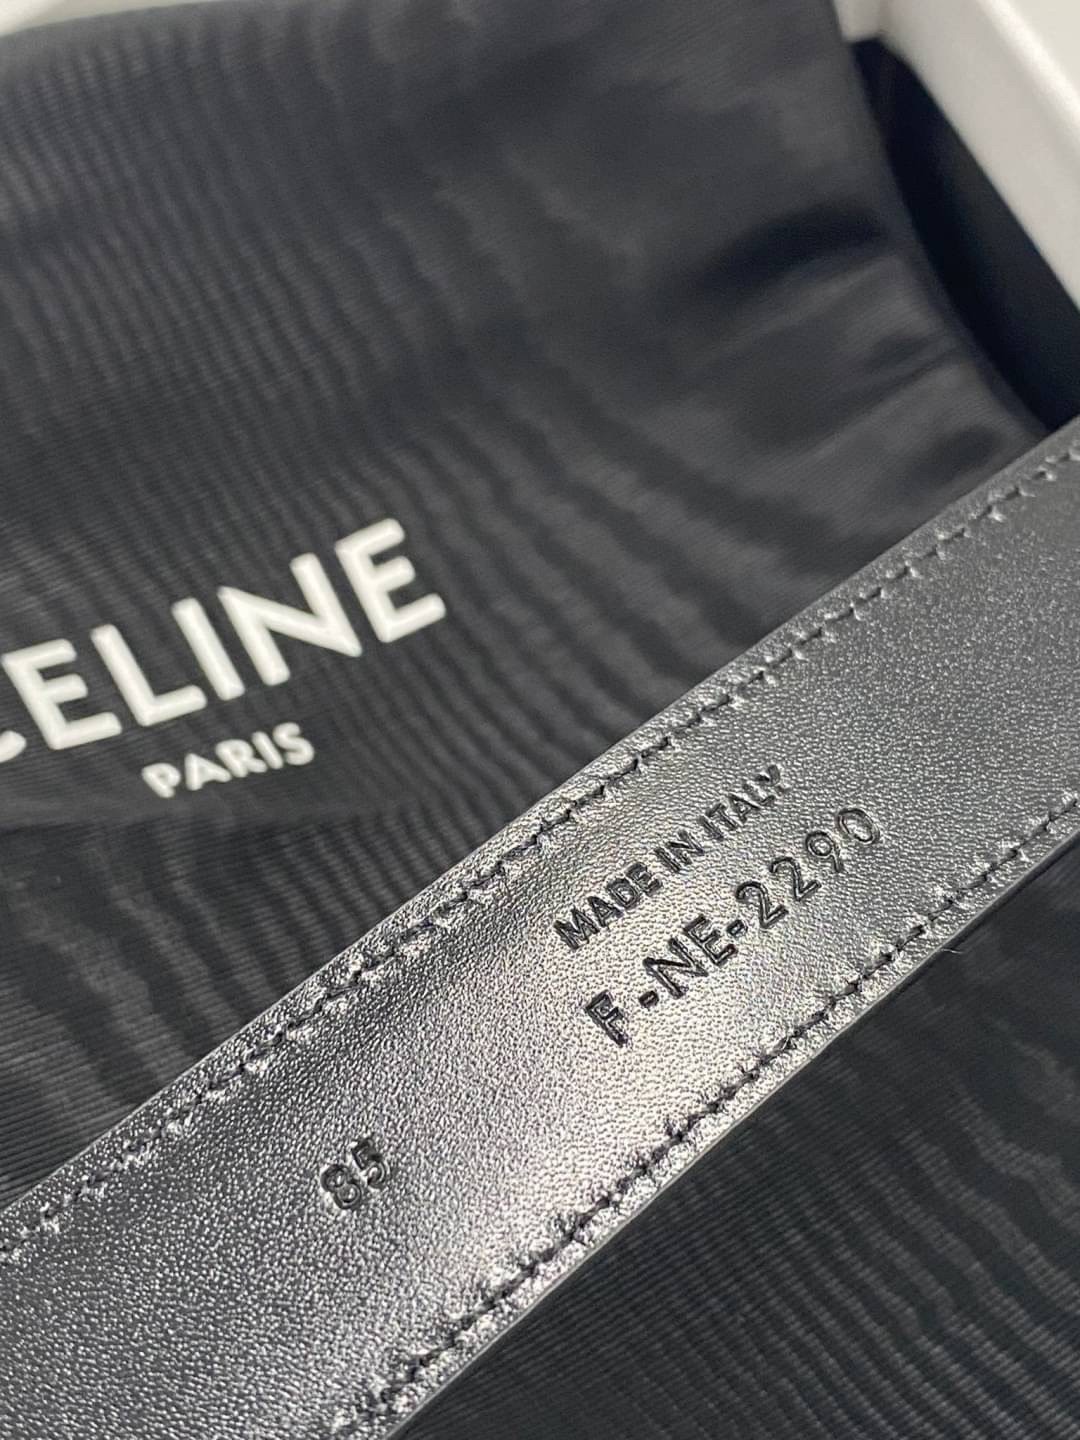 CELINE
PARIS
MADE IN ITALY
F-NE-2290
85